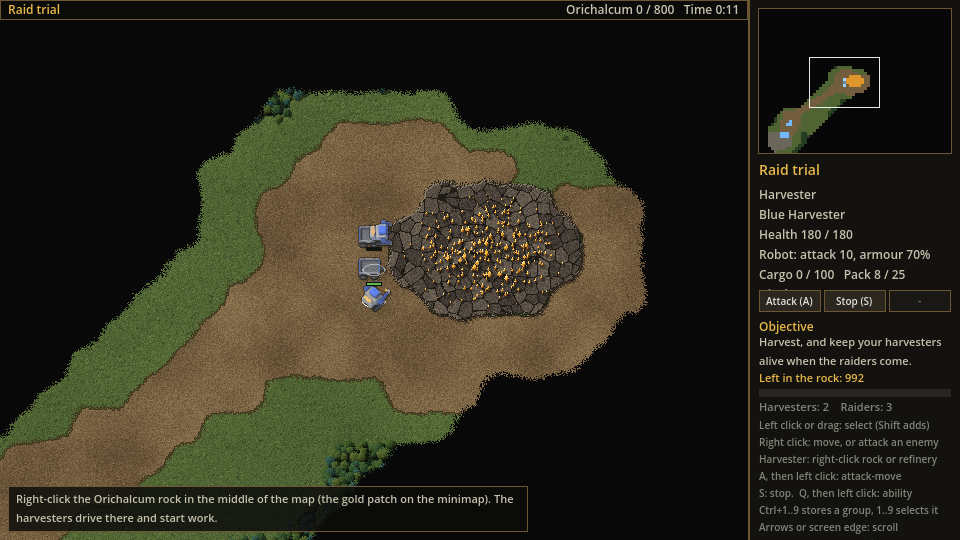 Raid trial
Orichalcum 0 / 800 Time 0:11
Raid trial
Harvester
Blue Harvester
Health 180 / 180
Robot: attack 10, armour 70%
Cargo 0 / 100 Pack 8 / 25
Attack (A) Stop (S) -
Objective
Harvest, and keep your harvesters
alive when the raiders come.
Left in the rock: 992
Harvesters: 2 Raiders: 3
Left click or drag: select (Shift adds)
Right click: move, or attack an enemy
Harvester: right-click rock or refinery
A, then left click: attack-move
S: stop. Q, then left click: ability
Ctrl+1..9 stores a group, 1..9 selects it
Arrows or screen edge: scroll
Right-click the Orichalcum rock in the middle of the map (the gold patch on the minimap). The
harvesters drive there and start work.